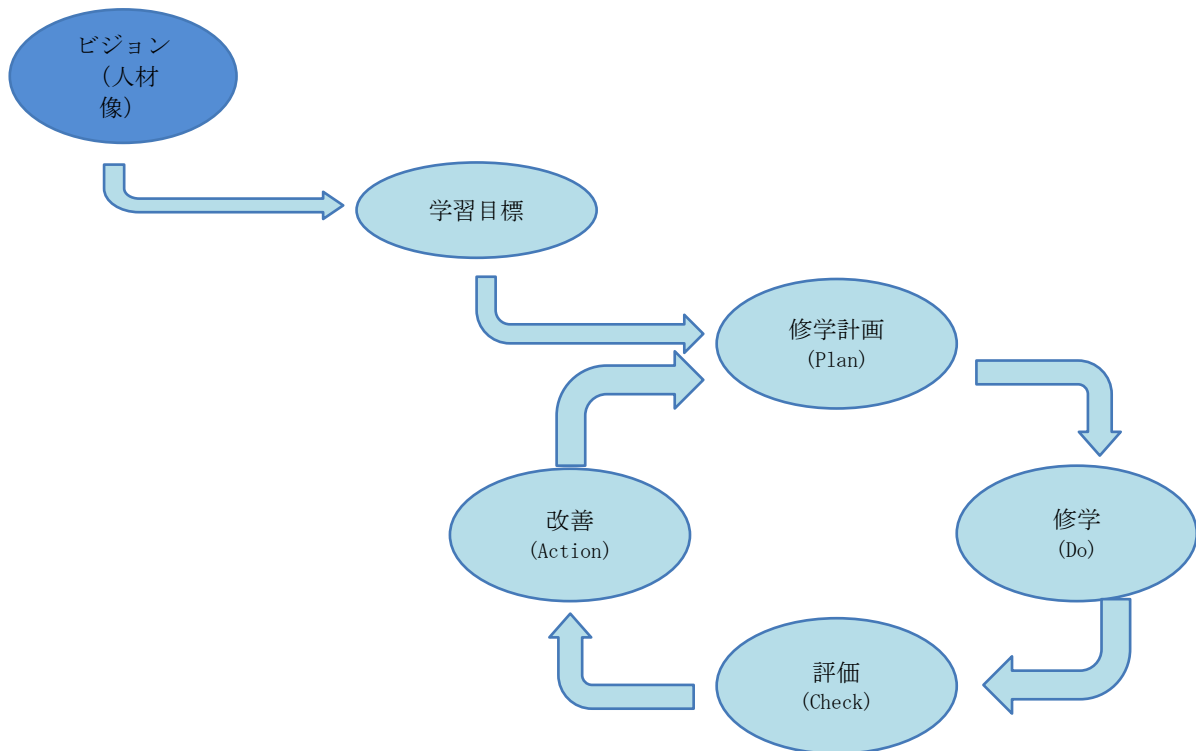 ビジョン
（人材
像）
学習目標
修学計画
(Plan)
改善
(Action)
修学
(Do)
評価
(Check)